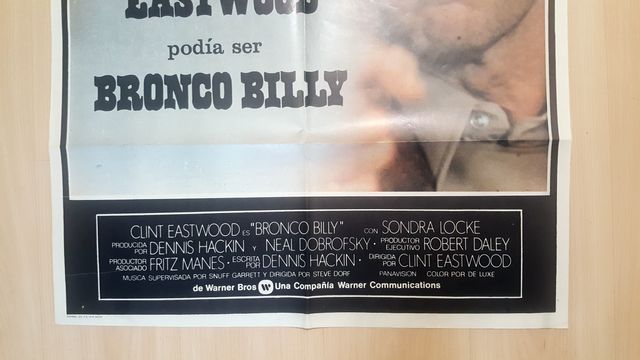 EASTWOOD
podía ser
BRONCO BILLY
CLINT EASTWOOD ES "BRONCO BILLY" CON SONDRA LOCKE
PRODUCIDA POR DENNIS HACKIN Y NEAL DOBROFSKY · PRODUCTOR EJECUTIVO ROBERT DALEY
PRODUCTOR ASOCIADO FRITZ MANES · ESCRITA POR DENNIS HACKIN · DIRIGIDA POR CLINT EASTWOOD
MUSICA SUPERVISADA POR SNUFF GARRETT Y DIRIGIDA POR STEVE DORF PANAVISION COLOR POR DE LUXE
de Warner Bros Una Compañía Warner Communications